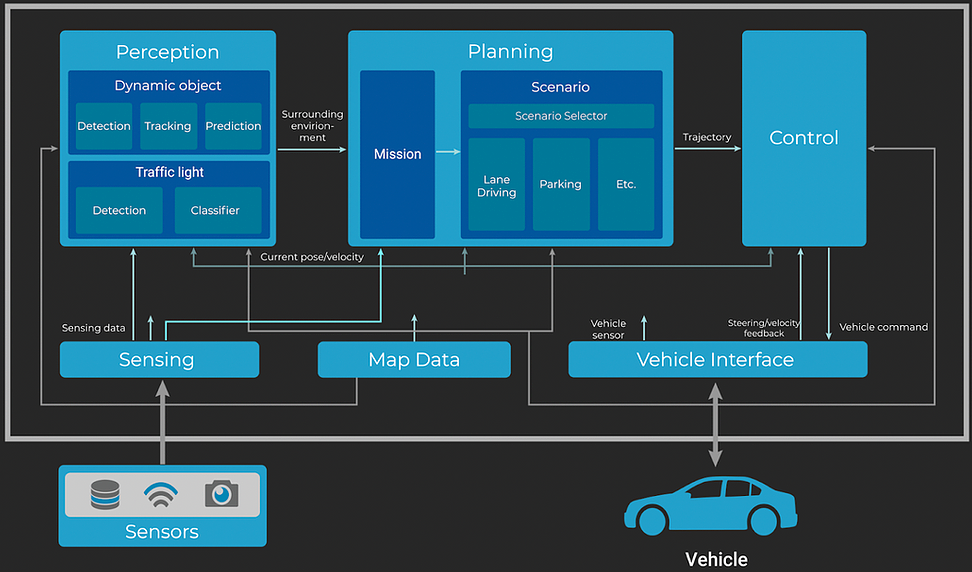 Perception
Dynamic object
Detection
Tracking
Prediction
Traffic light
Detection
Classifier
Surrounding
envirion-
ment
Planning
Mission
Scenario
Scenario Selector
Lane
Driving
Parking
Etc.
Trajectory
Control
Current pose/velocity
Sensing data
Vehicle
sensor
Steering/velocity
feedback
Vehicle command
Sensing
Map Data
Vehicle Interface
Sensors
Vehicle